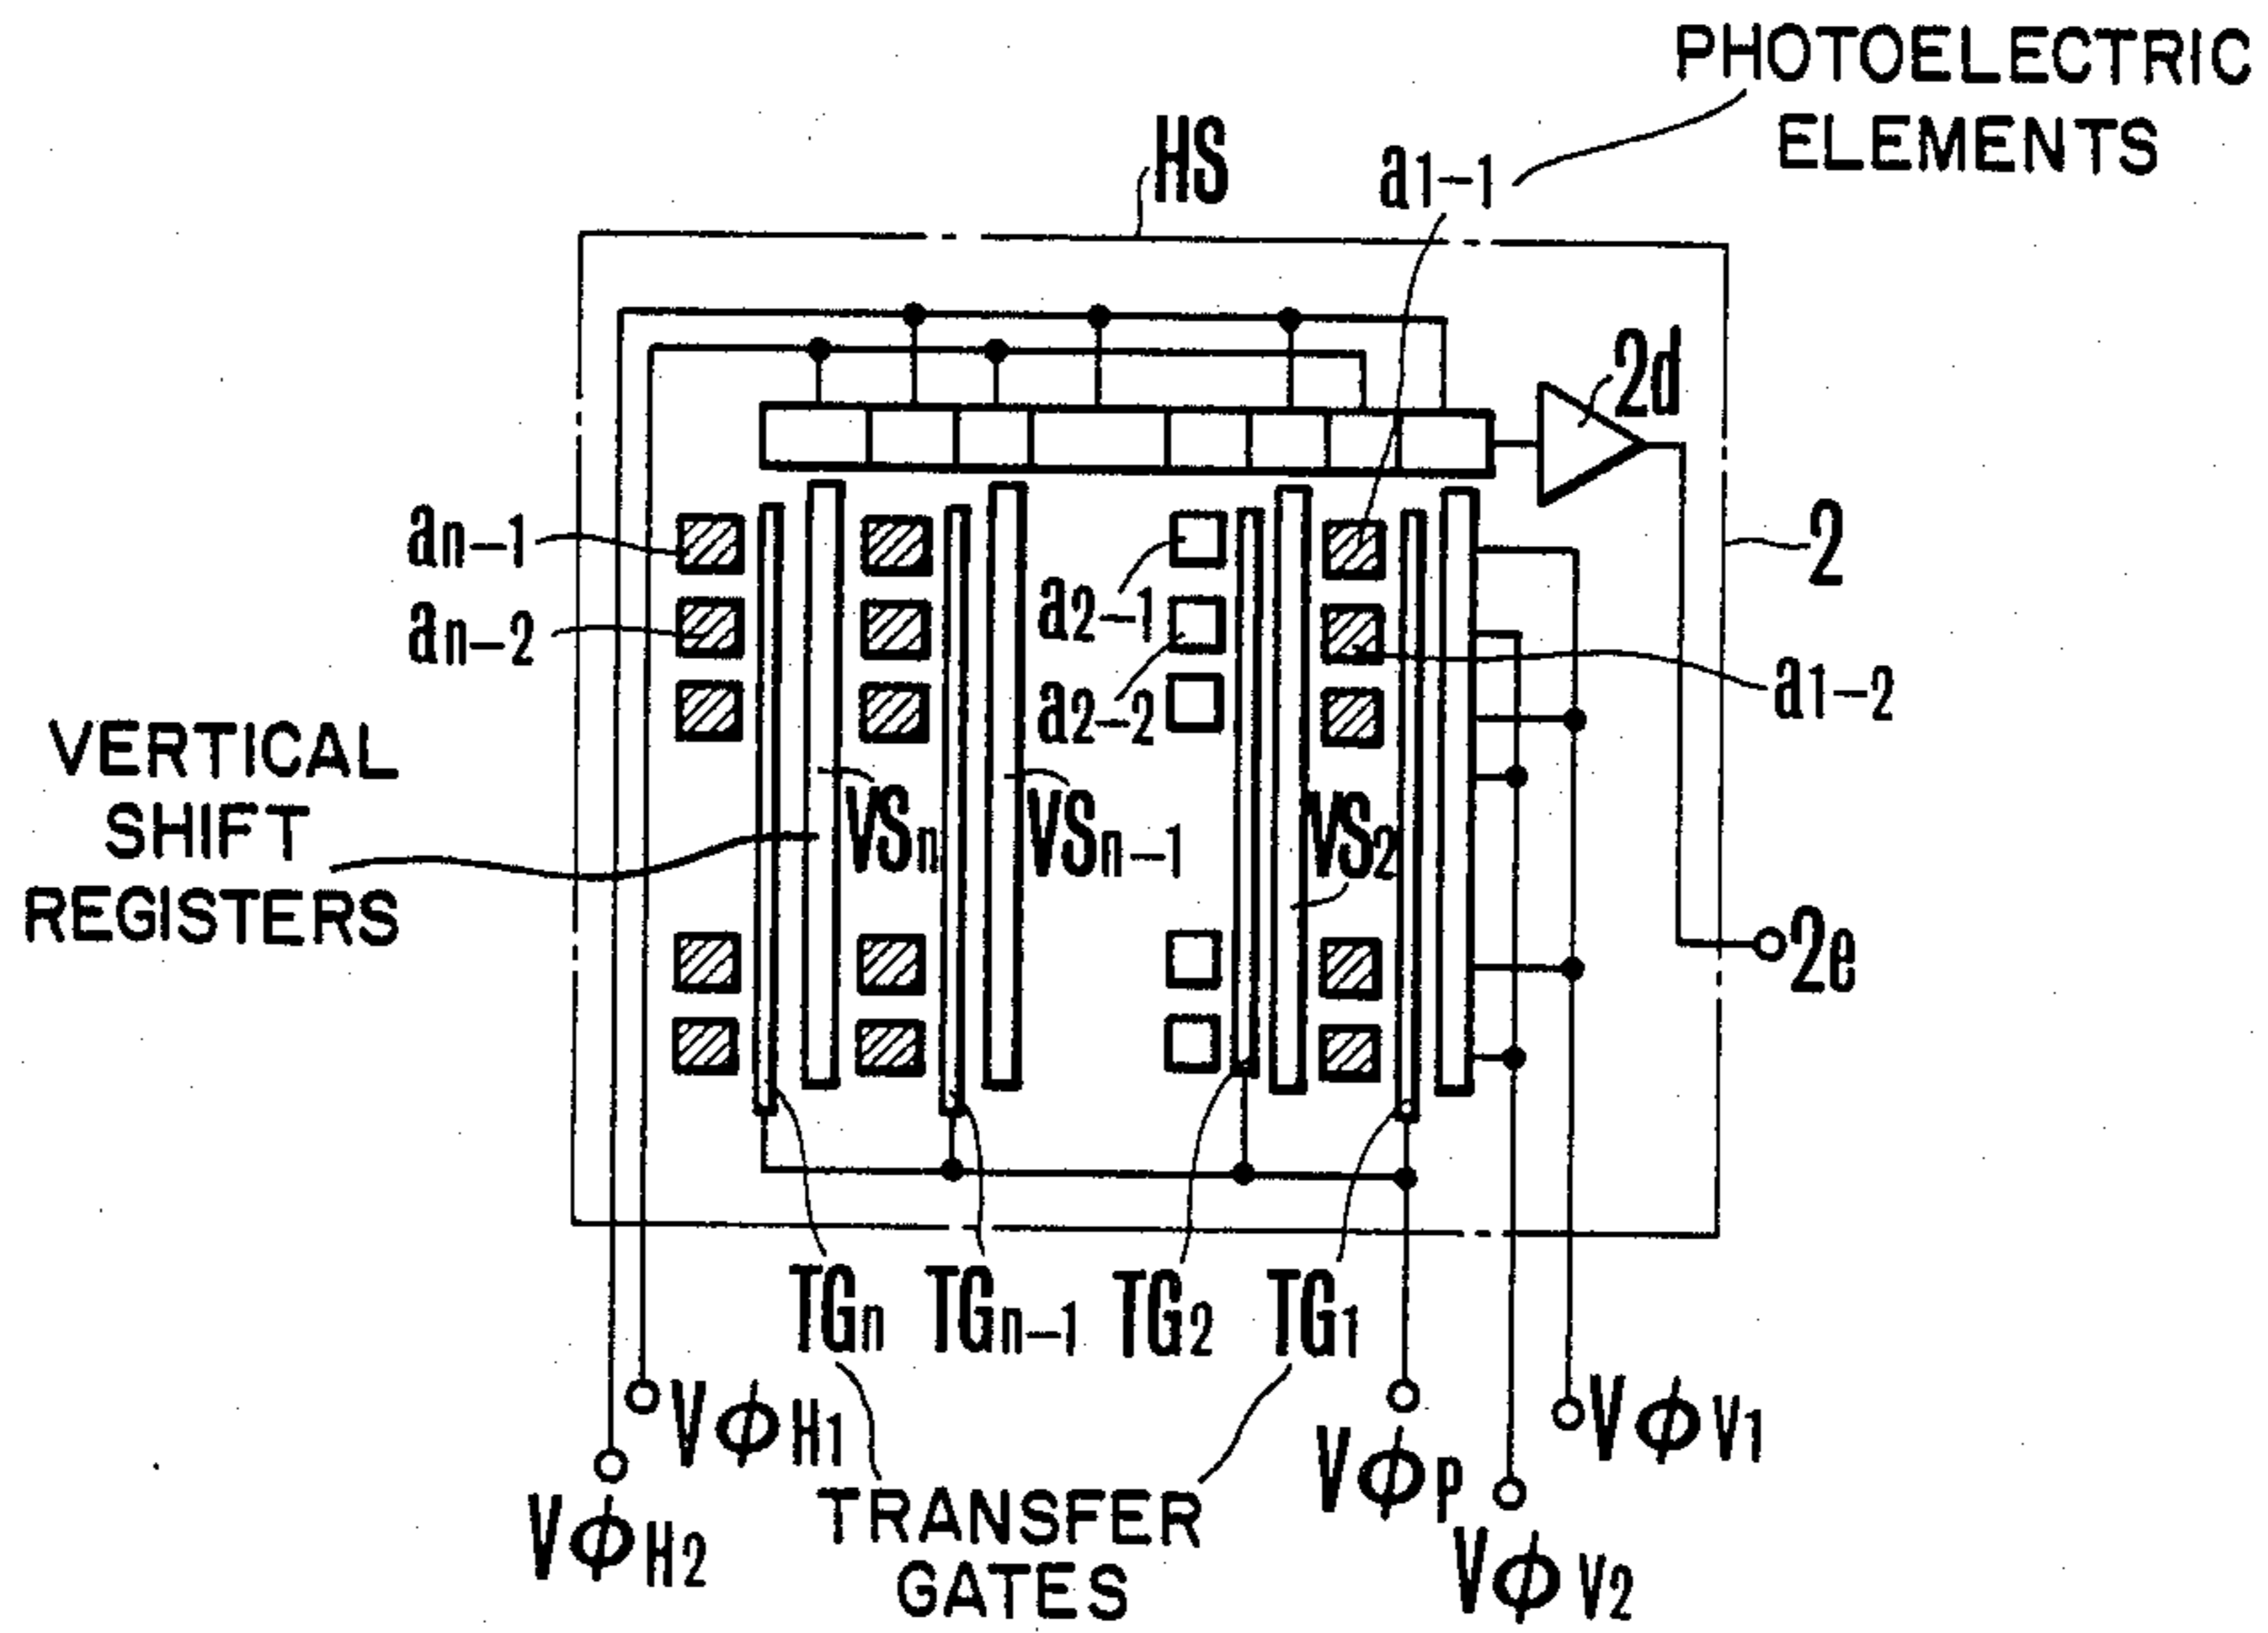 PHOTOELECTRIC
ELEMENTS
HS
a1-1
2d
an-1
2
a2-1
an-2
a1-2
a2-2
VERTICAL
SHIFT
REGISTERS
VSn
VSn-1
VS2
2e
TGn
TGn-1
TG2
TG1
VϕH1
VϕV1
VϕP
VϕH2
TRANSFER
GATES
VϕV2